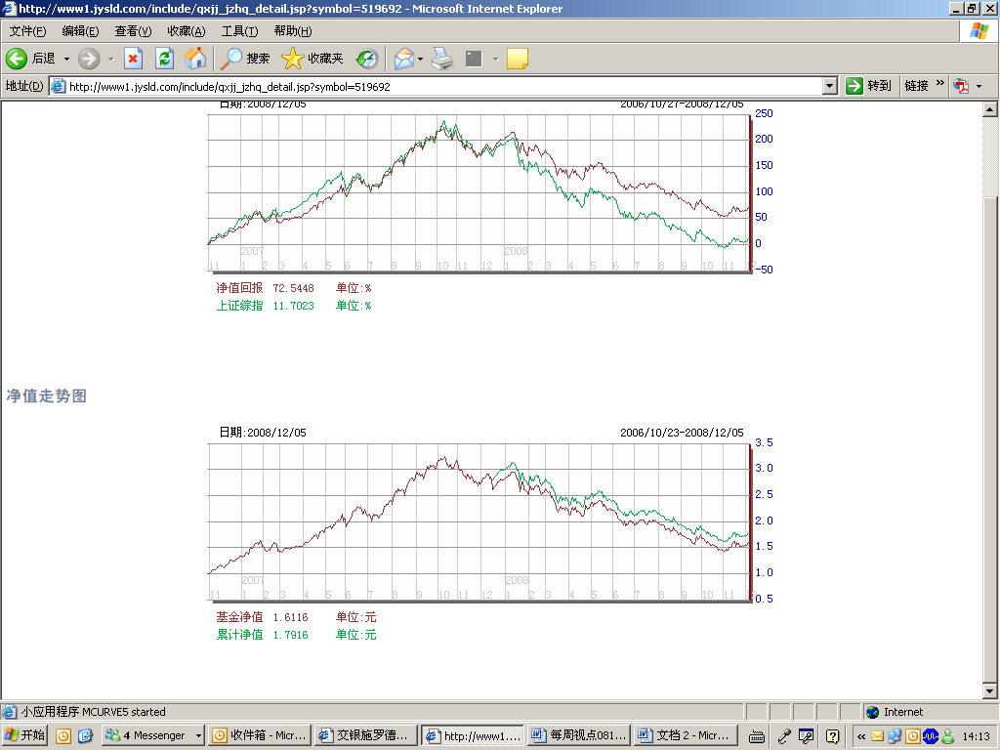 http://www1.jysld.com/include/qxjj_jzhq_detail.jsp?symbol=519692 - Microsoft Internet Explorer
文件(F) 编辑(E) 查看(V) 收藏(A) 工具(T) 帮助(H)
后退 搜索 收藏夹
地址(D) http://www1.jysld.com/include/qxjj_jzhq_detail.jsp?symbol=519692 转到 链接 »
日期:2008/12/05 2006/10/27-2008/12/05
250
200
150
100
50
0
-50
2007 2008
11 1 2 3 4 5 6 7 8 9 10 11 12 1 2 3 4 5 6 7 8 9 10 11
净值回报 72.5448 单位:%
上证综指 11.7023 单位:%
净值走势图
日期:2008/12/05 2006/10/23-2008/12/05
3.5
3.0
2.5
2.0
1.5
1.0
0.5
2007 2008
11 1 2 3 4 5 6 7 8 9 10 11 12 1 2 3 4 5 6 7 8 9 10 11
基金净值 1.6116 单位:元
累计净值 1.7916 单位:元
小应用程序 MCURVE5 started Internet
开始 4 Messenger 收件箱 - Micr... 交银施罗德... http://www1.... 每周视点081... 文档 2 - Micr... « 14:13